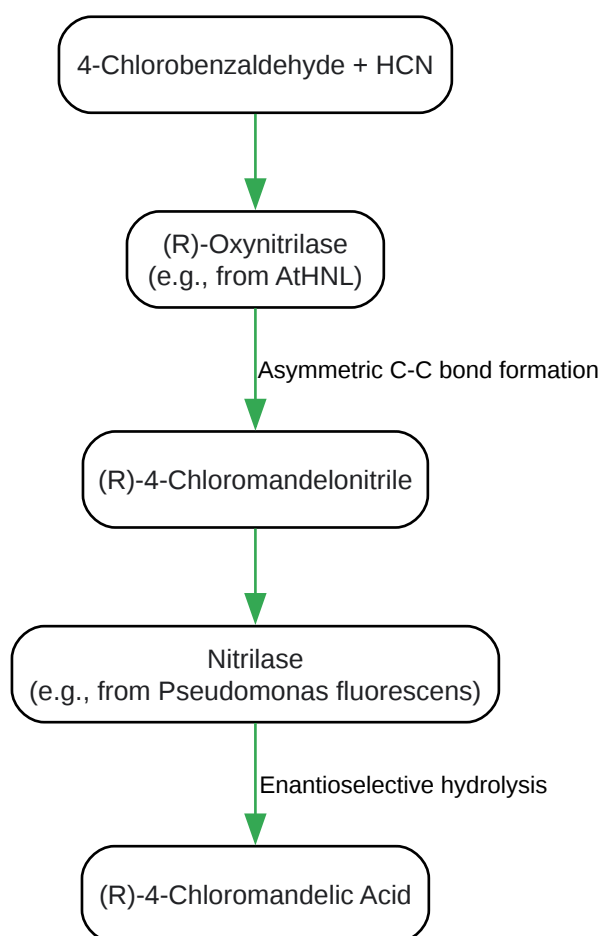 4-Chlorobenzaldehyde + HCN
(R)-Oxynitrilase
(e.g., from AtHNL)
Asymmetric C-C bond formation
(R)-4-Chloromandelonitrile
Nitrilase
(e.g., from Pseudomonas fluorescens)
Enantioselective hydrolysis
(R)-4-Chloromandelic Acid